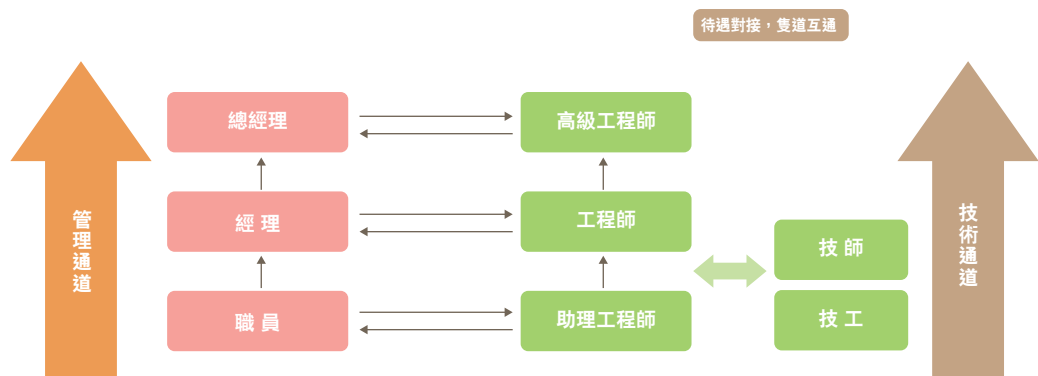 待遇對接，隻道互通
總經理
高級工程師
管理通道
經 理
工程師
技術通道
技 師
職 員
助理工程師
技 工